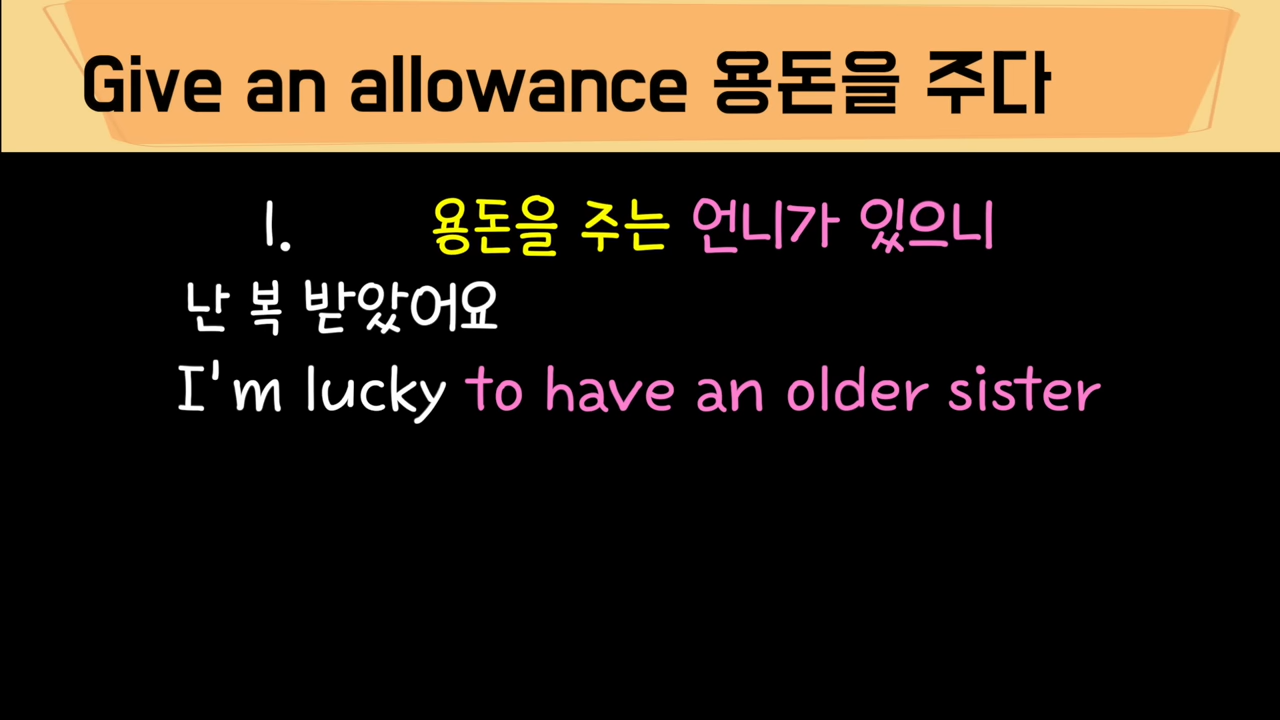 Give an allowance 용돈을 주다
1. 용돈을 주는 언니가 있으니
난 복 받았어요
I'm lucky to have an older sister